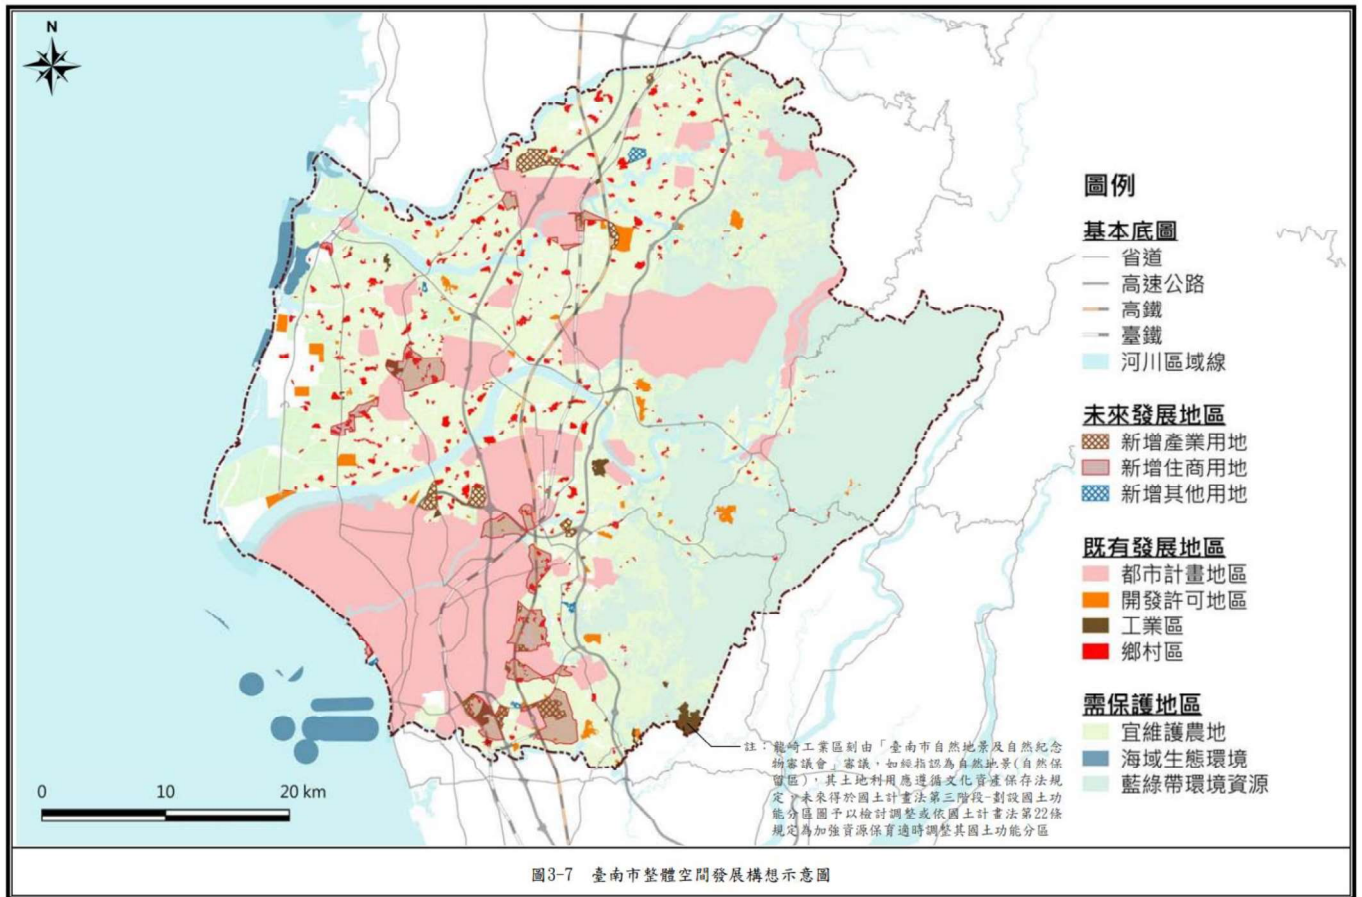 N
圖例
基本底圖
省道
高速公路
高鐵
臺鐵
河川區域線
未來發展地區
新增產業用地
新增住商用地
新增其他用地
既有發展地區
都市計畫地區
開發許可地區
工業區
鄉村區
需保護地區
宜維護農地
海域生態環境
藍綠帶環境資源
註：龍崎工業區刻由「臺南市自然地景及自然紀念
物審議會」審議，如經指認為自然地景(自然保
留區)，其土地利用應遵循文化資產保存法規
定，未來得於國土計畫法第三階段-劃設國土功
能分區圖予以檢討調整或依國土計畫法第22條
規定為加強資源保育適時調整其國土功能分區
0 10 20 km
圖3-7 臺南市整體空間發展構想示意圖